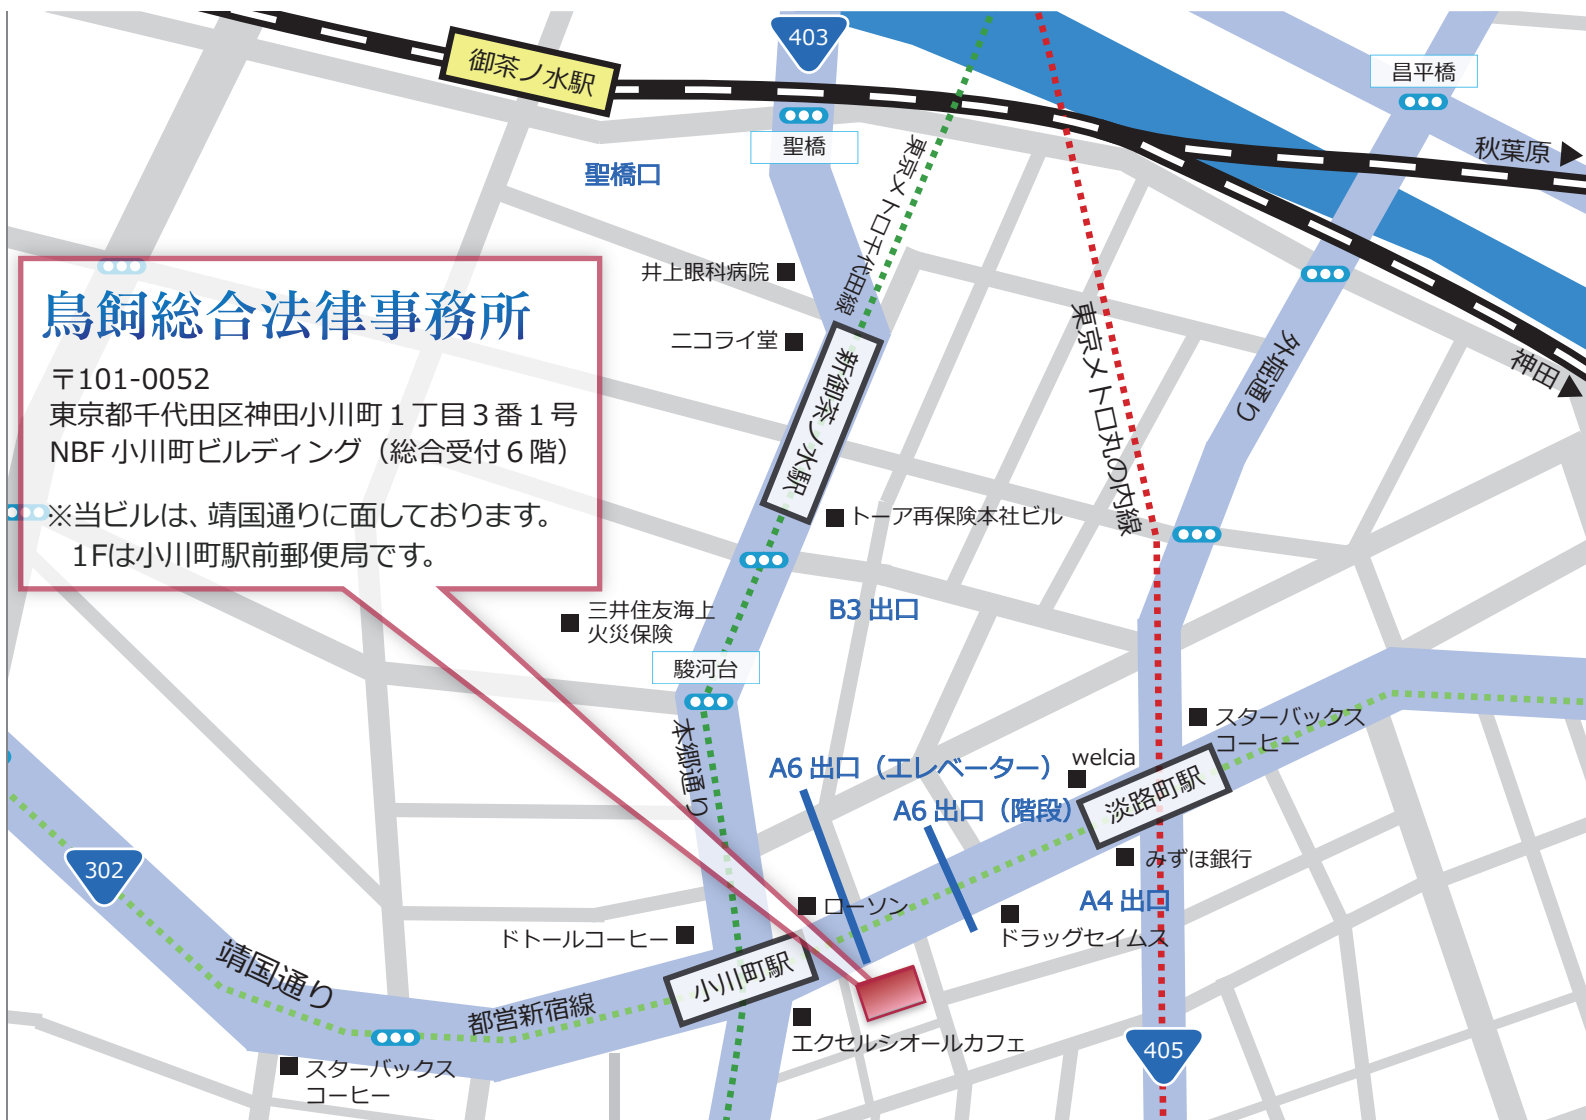 403
御茶ノ水駅
昌平橋
聖橋
秋葉原
聖橋口
東京メトロ千代田線
井上眼科病院
鳥飼総合法律事務所
ニコライ堂
東京メトロ丸の内線
外堀通り
神田
〒101-0052
東京都千代田区神田小川町1丁目3番1号
NBF 小川町ビルディング（総合受付6階）
新御茶ノ水駅
※当ビルは、靖国通りに面しております。
1Fは小川町駅前郵便局です。
トーア再保険本社ビル
三井住友海上
火災保険
B3 出口
駿河台
本郷通り
スターバックス
コーヒー
A6 出口（エレベーター）
welcia
淡路町駅
A6 出口（階段）
302
みずほ銀行
A4 出口
ローソン
ドトールコーヒー
ドラッグセイムス
靖国通り
小川町駅
都営新宿線
エクセルシオールカフェ
405
スターバックス
コーヒー